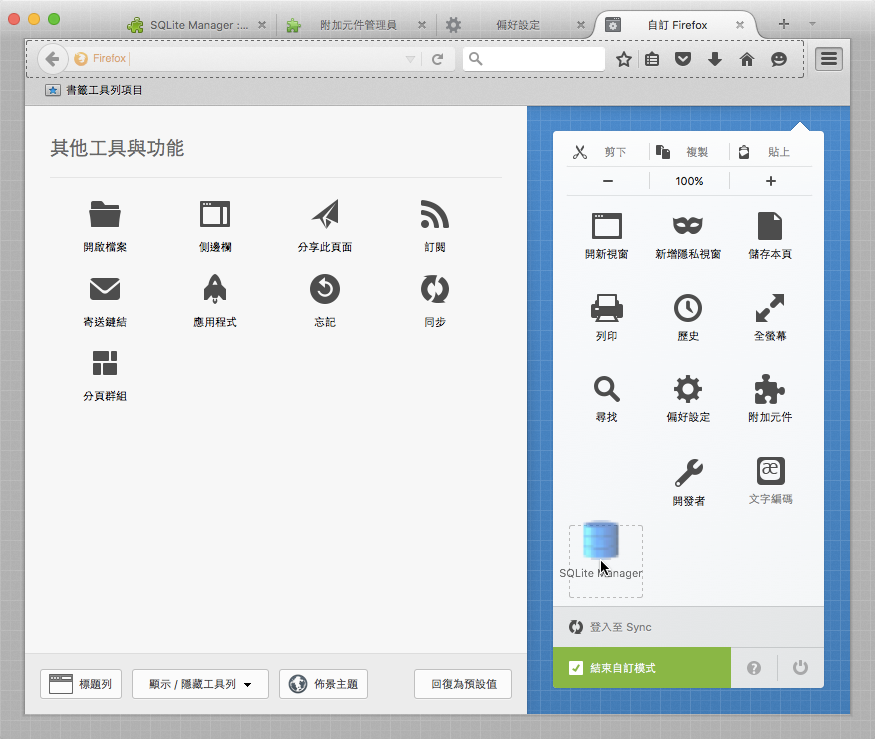 SQLite Manager :...
附加元件管理員
偏好設定
自訂 Firefox
Firefox
書籤工具列項目
其他工具與功能
開啟檔案
側邊欄
分享此頁面
訂閱
寄送鏈結
應用程式
忘記
同步
分頁群組
剪下
複製
貼上
100%
開新視窗
新增隱私視窗
儲存本頁
列印
歷史
全螢幕
尋找
偏好設定
附加元件
開發者
æ
文字編碼
SQLite Manager
登入至 Sync
標題列
顯示 / 隱藏工具列
佈景主題
回復為預設值
結束自訂模式
?